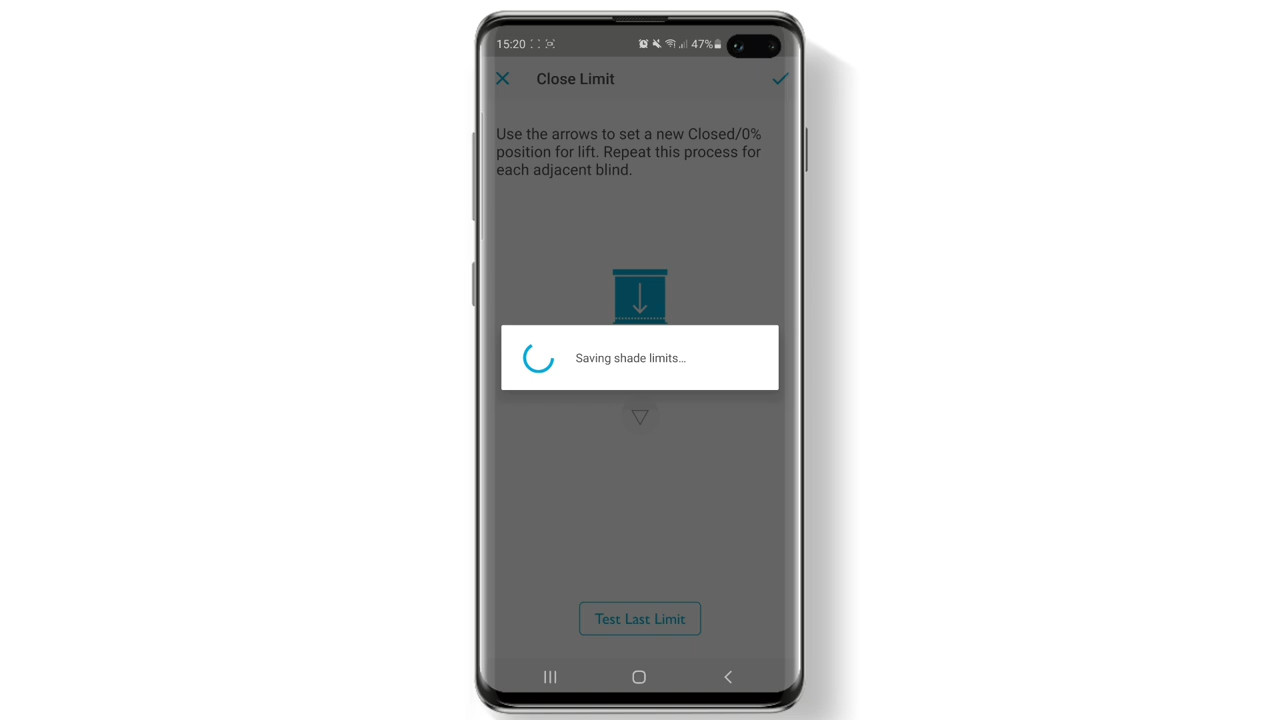 15:20 47%
Close Limit
Use the arrows to set a new Closed/0%
position for lift. Repeat this process for
each adjacent blind.
Saving shade limits...
Test Last Limit